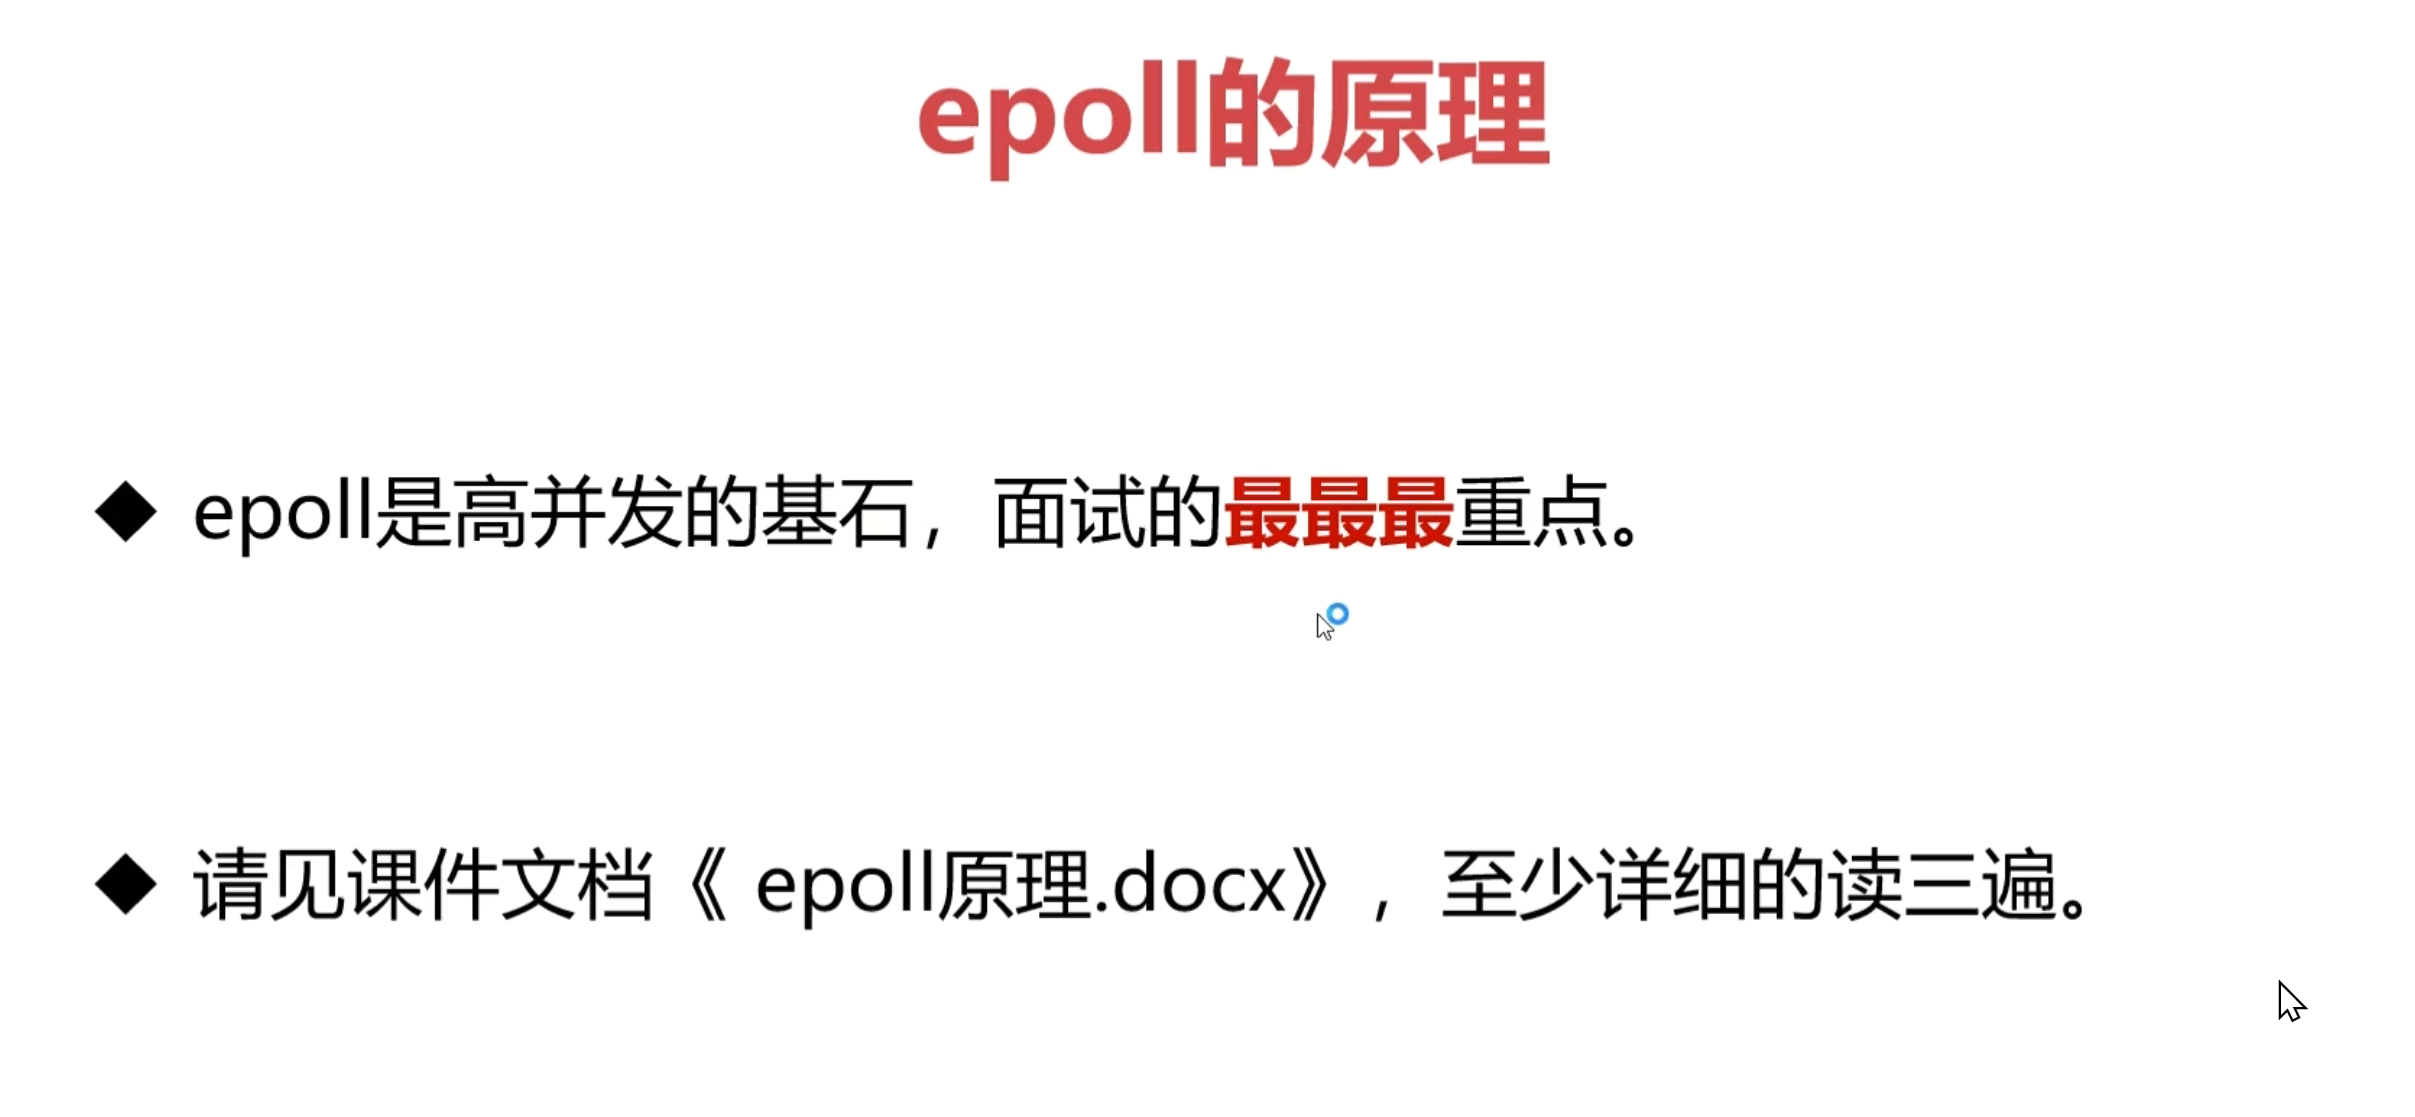 epoll的原理
◆ epoll是高并发的基石，面试的最最最重点。
◆ 请见课件文档《 epoll原理.docx》，至少详细的读三遍。